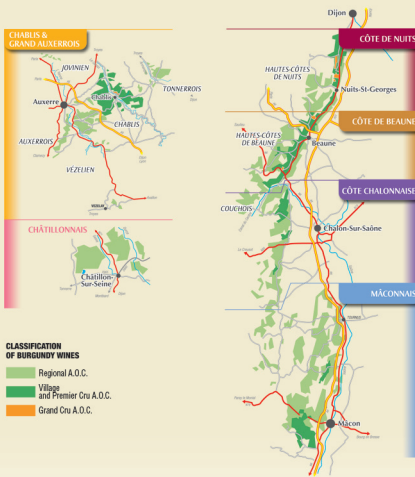 CHABLIS &
GRAND AUXERROIS
JOVINIEN
TONNERROIS
Chablis
Auxerre
CHABLIS
AUXERROIS
VÉZELIEN
CHÂTILLONNAIS
Châtillon-
Sur-Seine
CLASSIFICATION
OF BURGUNDY WINES
Regional A.O.C.
Village
and Premier Cru A.O.C.
Grand Cru A.O.C.
Dijon
CÔTE DE NUITS
HAUTES-CÔTES
DE NUITS
Nuits-St-Georges
CÔTE DE BEAUNE
HAUTES-CÔTES
DE BEAUNE
Beaune
CÔTE CHALONNAISE
COUCHOIS
Chalon-Sur-Saône
MÂCONNAIS
Mâcon